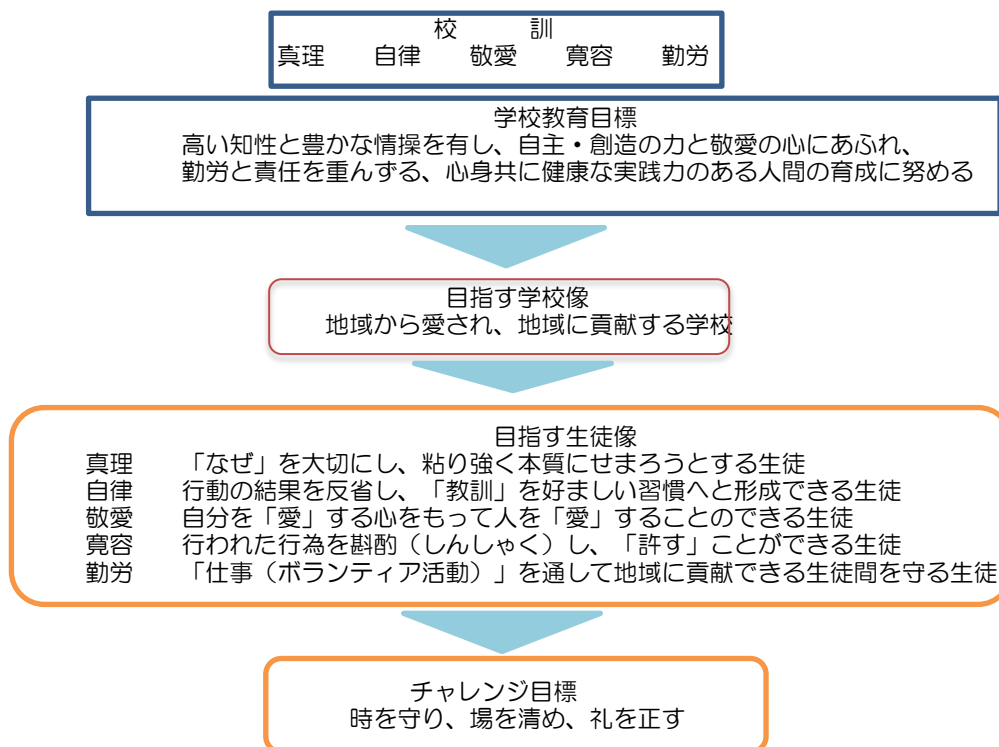 校　訓
真理　自律　敬愛　寛容　勤労
学校教育目標
高い知性と豊かな情操を有し、自主・創造の力と敬愛の心にあふれ、
勤労と責任を重んずる、心身共に健康な実践力のある人間の育成に努める
目指す学校像
地域から愛され、地域に貢献する学校
目指す生徒像
真理　「なぜ」を大切にし、粘り強く本質にせまろうとする生徒
自律　行動の結果を反省し、「教訓」を好ましい習慣へと形成できる生徒
敬愛　自分を「愛」する心をもって人を「愛」することのできる生徒
寛容　行われた行為を斟酌（しんしゃく）し、「許す」ことができる生徒
勤労　「仕事（ボランティア活動）」を通して地域に貢献できる生徒間を守る生徒
チャレンジ目標
時を守り、場を清め、礼を正す